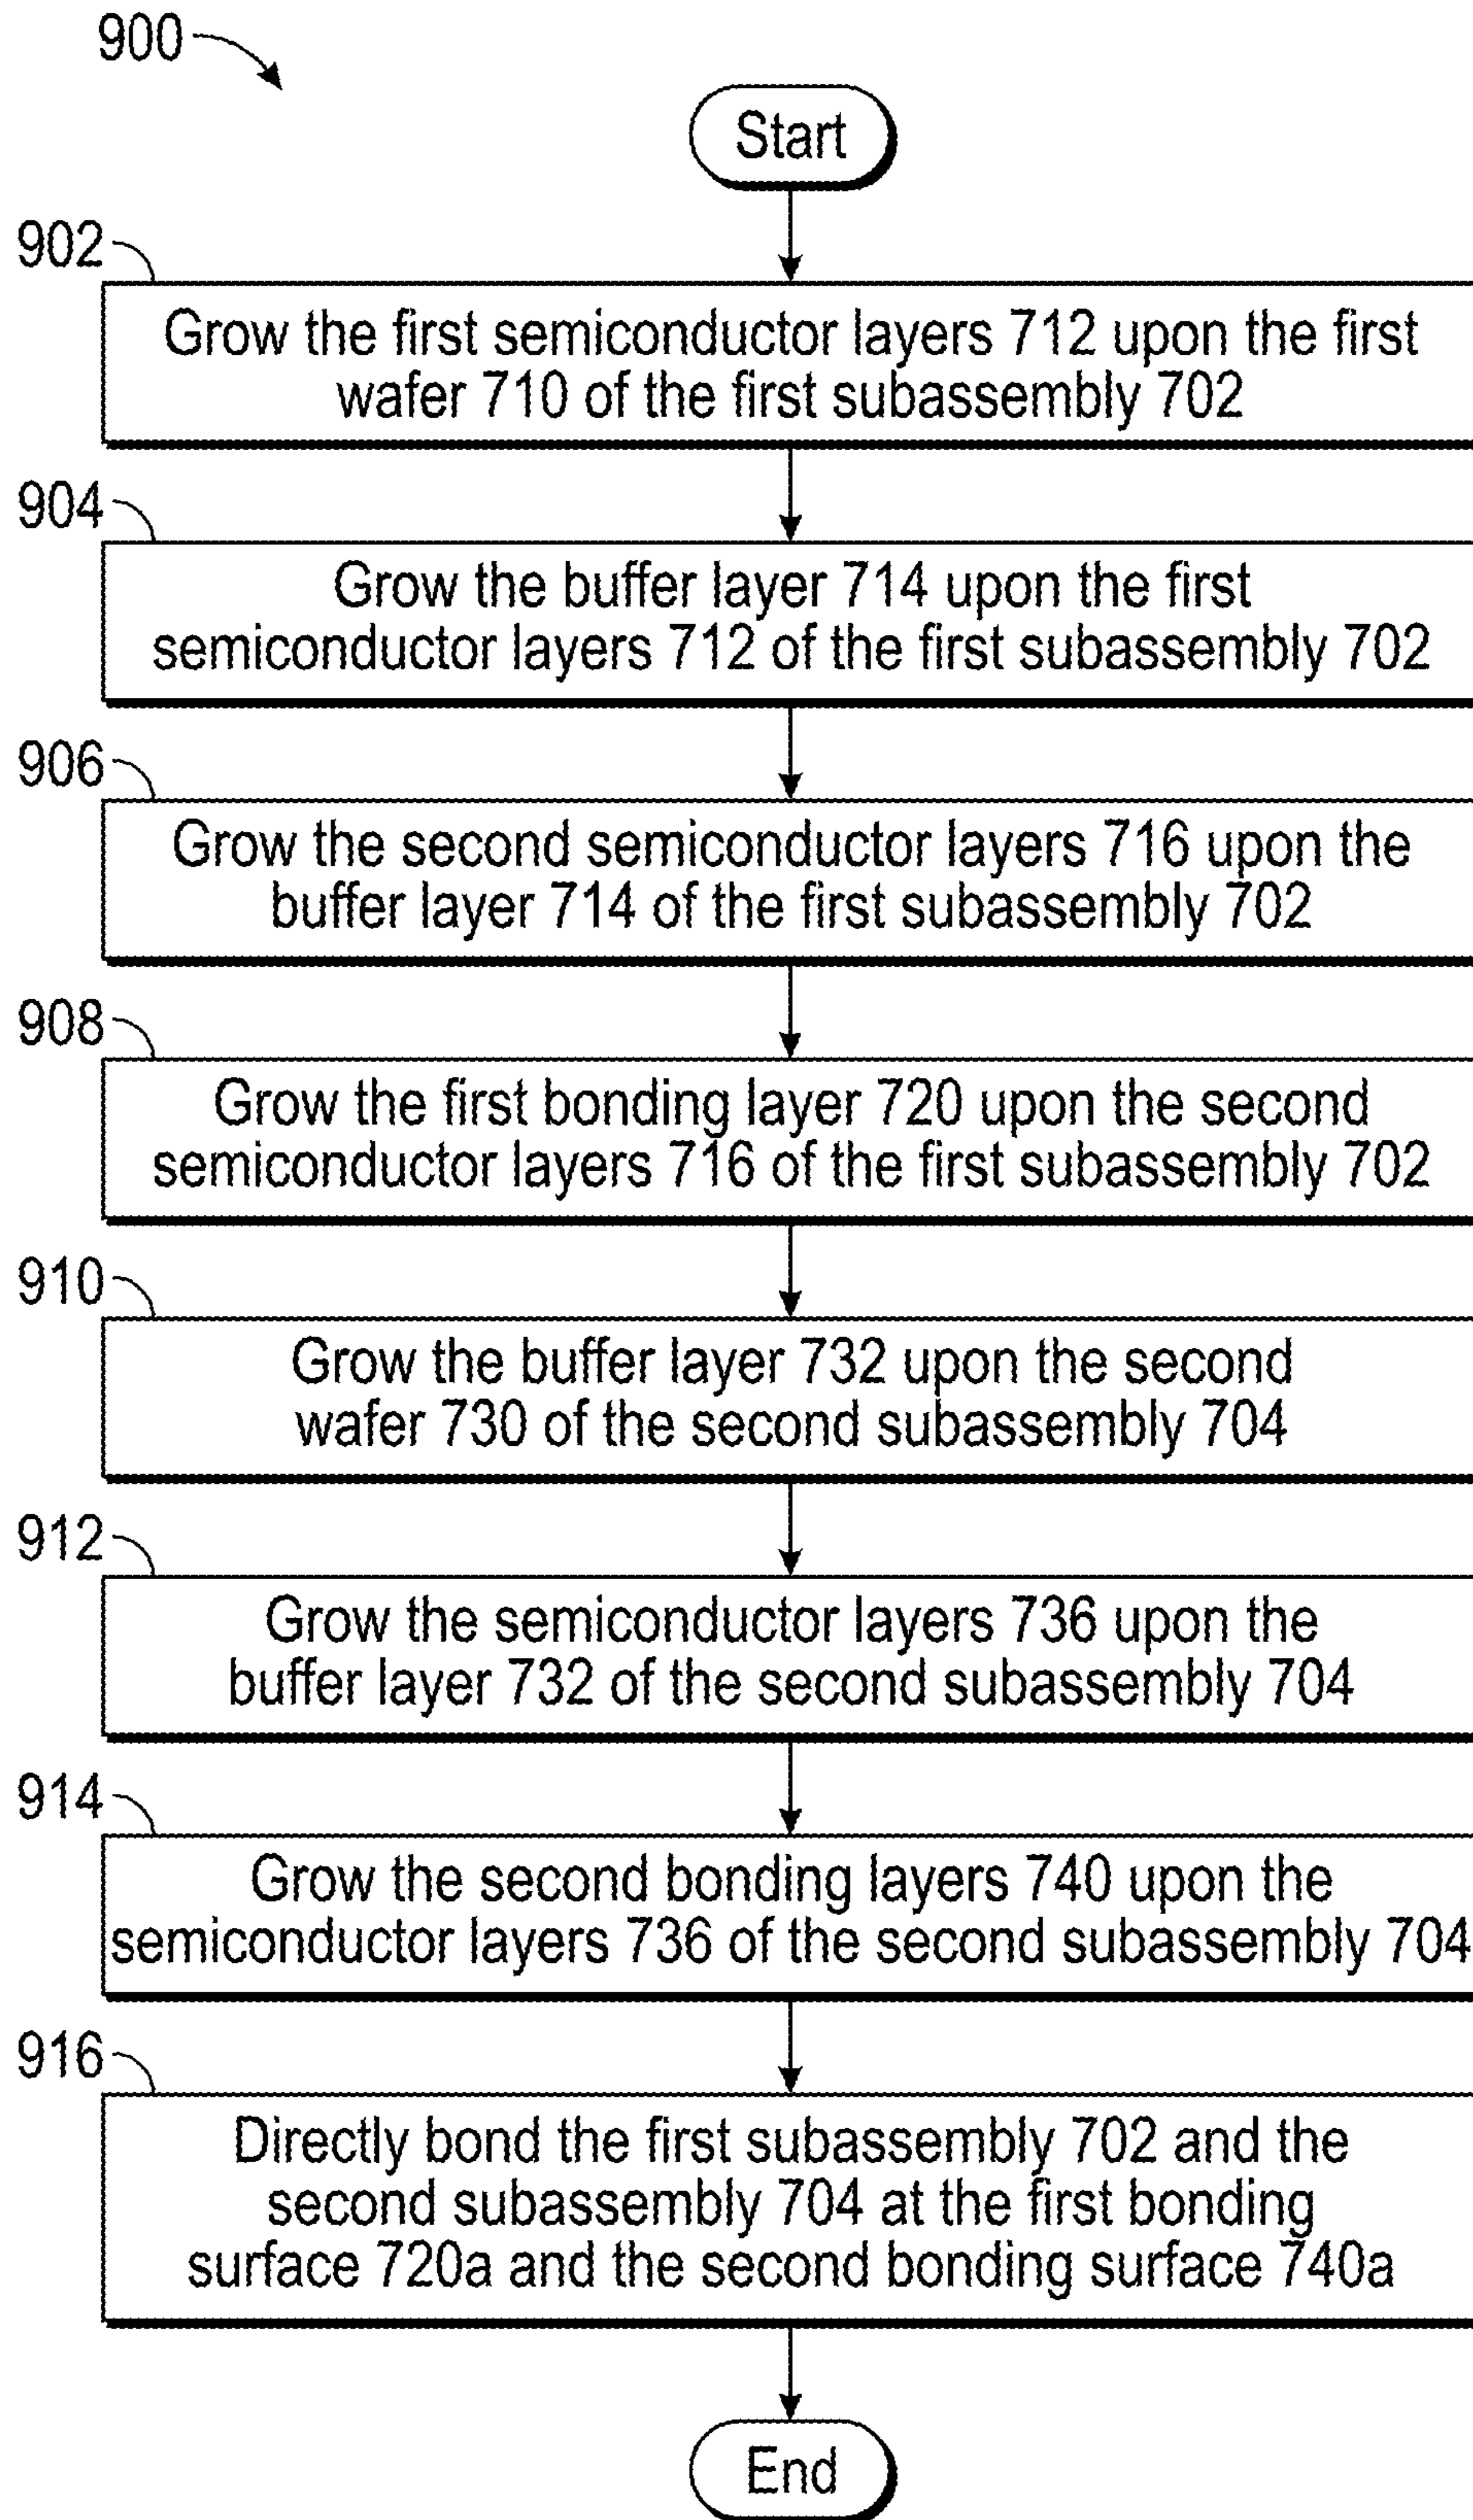 900
Start
902
Grow the first semiconductor layers 712 upon the first
wafer 710 of the first subassembly 702
904
Grow the buffer layer 714 upon the first
semiconductor layers 712 of the first subassembly 702
906
Grow the second semiconductor layers 716 upon the
buffer layer 714 of the first subassembly 702
908
Grow the first bonding layer 720 upon the second
semiconductor layers 716 of the first subassembly 702
910
Grow the buffer layer 732 upon the second
wafer 730 of the second subassembly 704
912
Grow the semiconductor layers 736 upon the
buffer layer 732 of the second subassembly 704
914
Grow the second bonding layers 740 upon the
semiconductor layers 736 of the second subassembly 704
916
Directly bond the first subassembly 702 and the
second subassembly 704 at the first bonding
surface 720a and the second bonding surface 740a
End